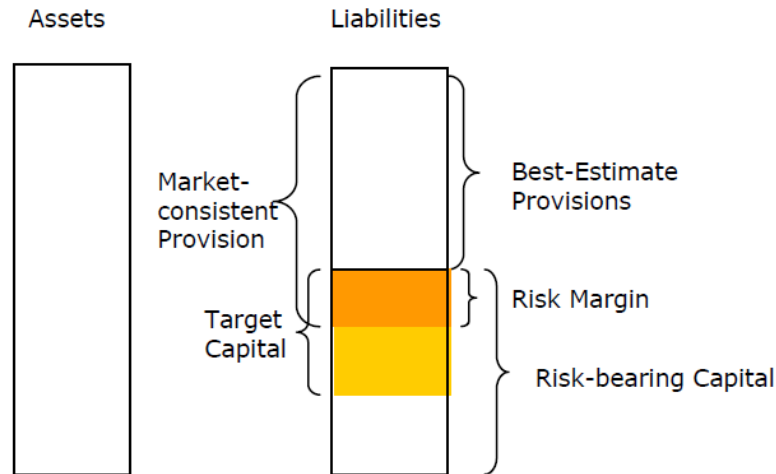 Assets
Liabilities
Market-
consistent
Provision
Best-Estimate
Provisions
Target
Capital
Risk Margin
Risk-bearing Capital